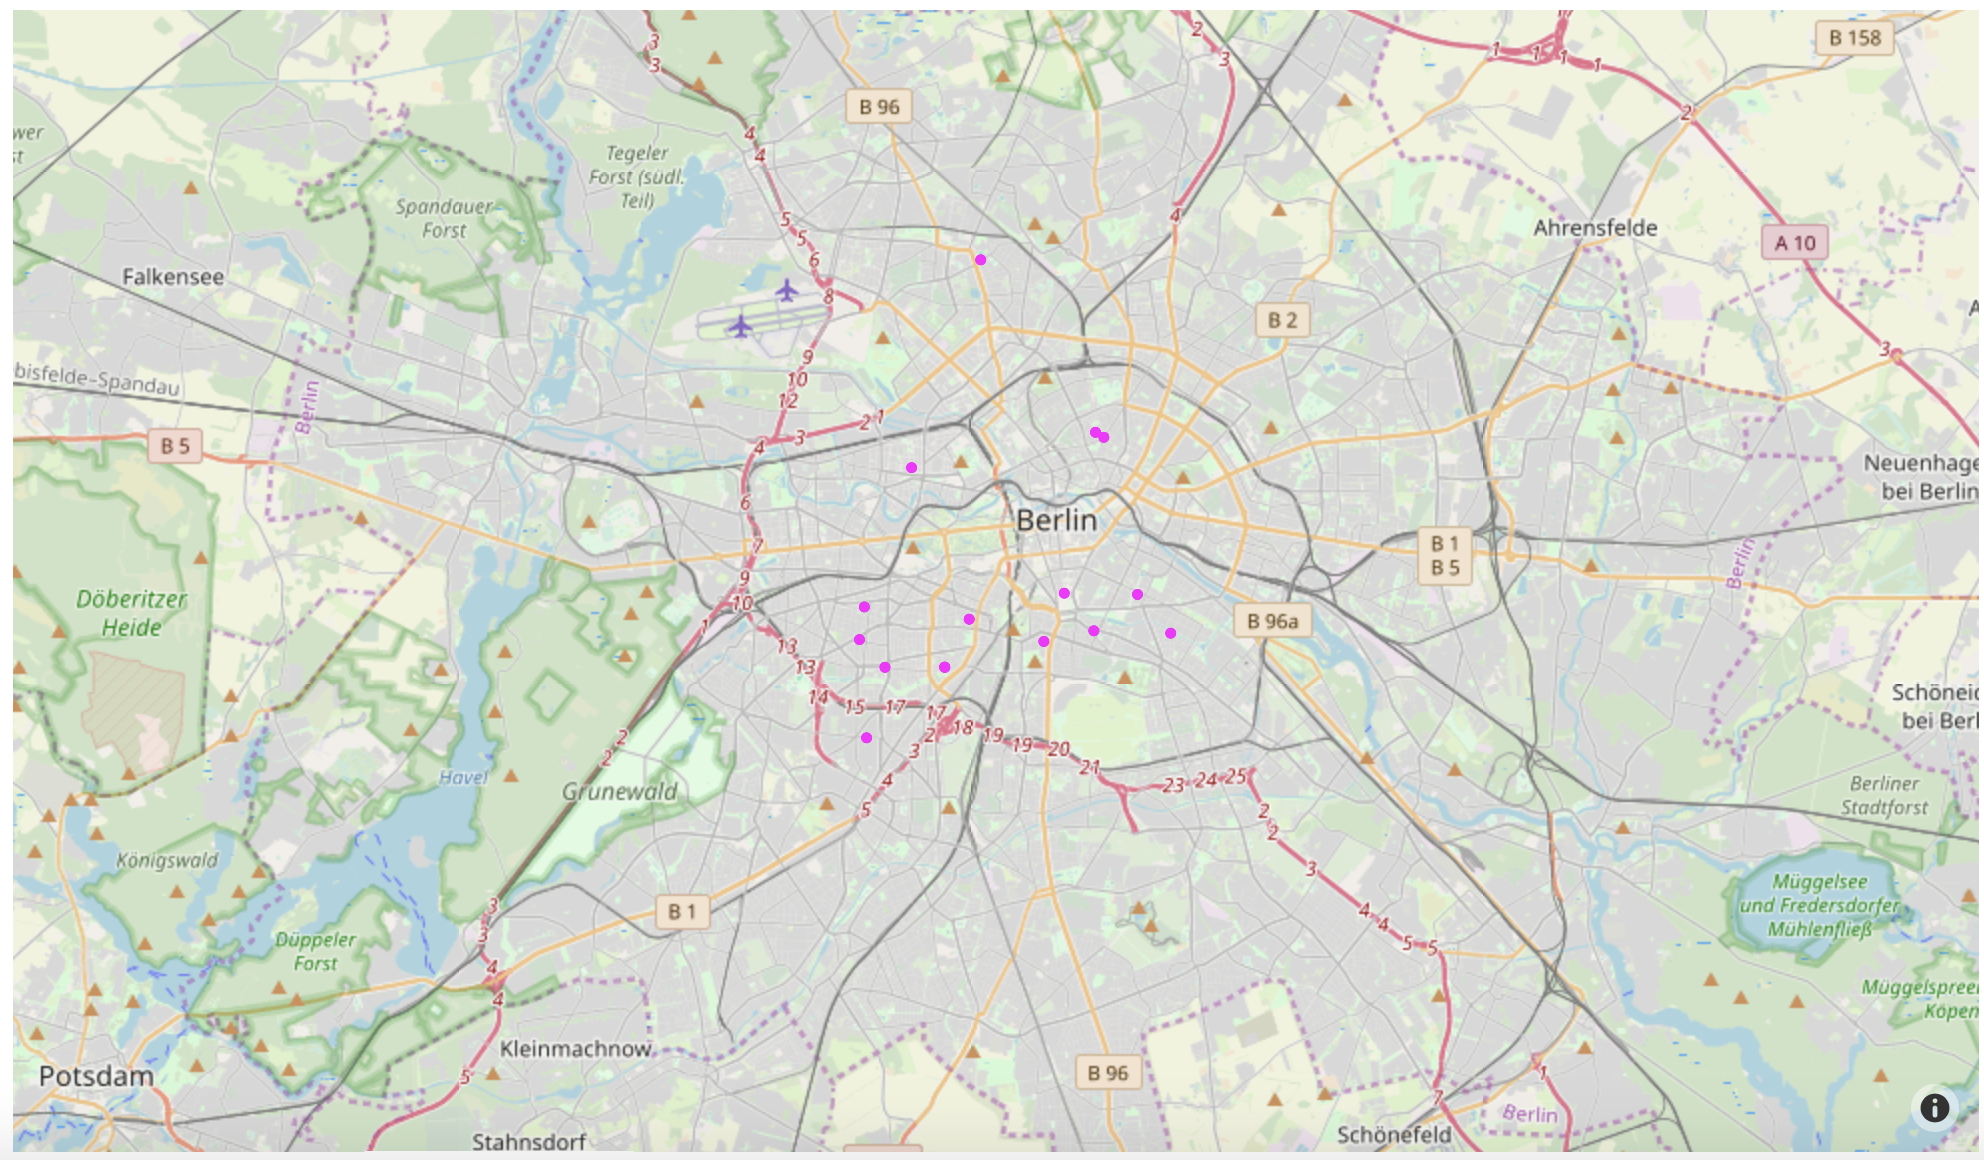 3
3
2
3
1
1
1
1
B 158
B 96
4
4
2
wer
st
Tegeler
Forst (südl.
Teil)
Spandauer
Forst
5
5
6
4
Ahrensfelde
A 10
Falkensee
8
B 2
9
10
12
3
bisfelde–Spandau
Berlin
B 5
4
3
2
1
Neuenhage
bei Berlin
6
7
9
10
Berlin
B 1
B 5
Berlin
Döberitzer
Heide
1
13
13
B 96a
14
15
17
17
2
18
19
19
20
21
23
24
25
Schöneic
bei Berl
2
2
3
4
5
Havel
Grunewald
2
2
3
4
4
5
5
Berliner
Stadtforst
Königswald
B 1
3
3
4
4
Düppeler
Forst
Müggelsee
und Fredersdorfer
Mühlenfließ
Müggelspree
Köpen
Kleinmachnow
Potsdam
5
B 96
7
1
Berlin
Stahnsdorf
Schönefeld